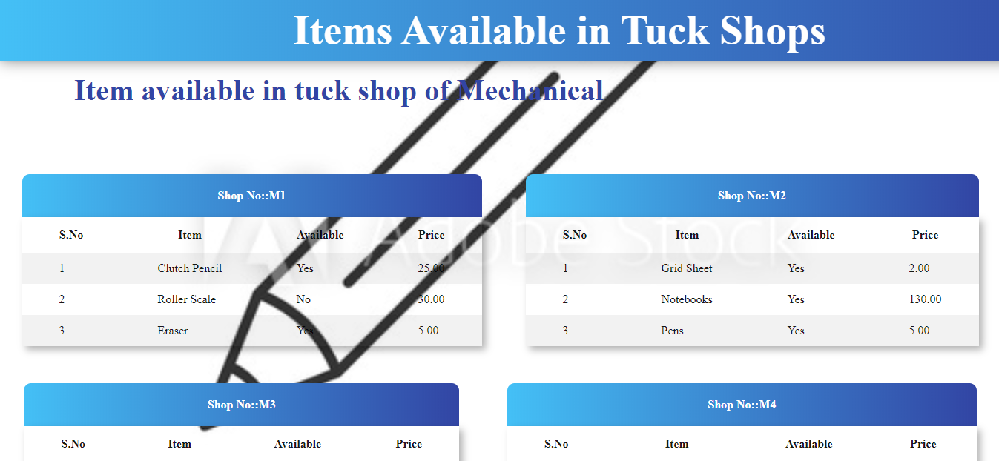 Items Available in Tuck Shops
Item available in tuck shop of Mechanical
Shop No::M1
S.No Item Available Price
1 Clutch Pencil Yes 25.00
2 Roller Scale No 30.00
3 Eraser Yes 5.00
Shop No::M2
S.No Item Available Price
1 Grid Sheet Yes 2.00
2 Notebooks Yes 130.00
3 Pens Yes 5.00
Adobe Stock
Shop No::M3
S.No Item Available Price
Shop No::M4
S.No Item Available Price